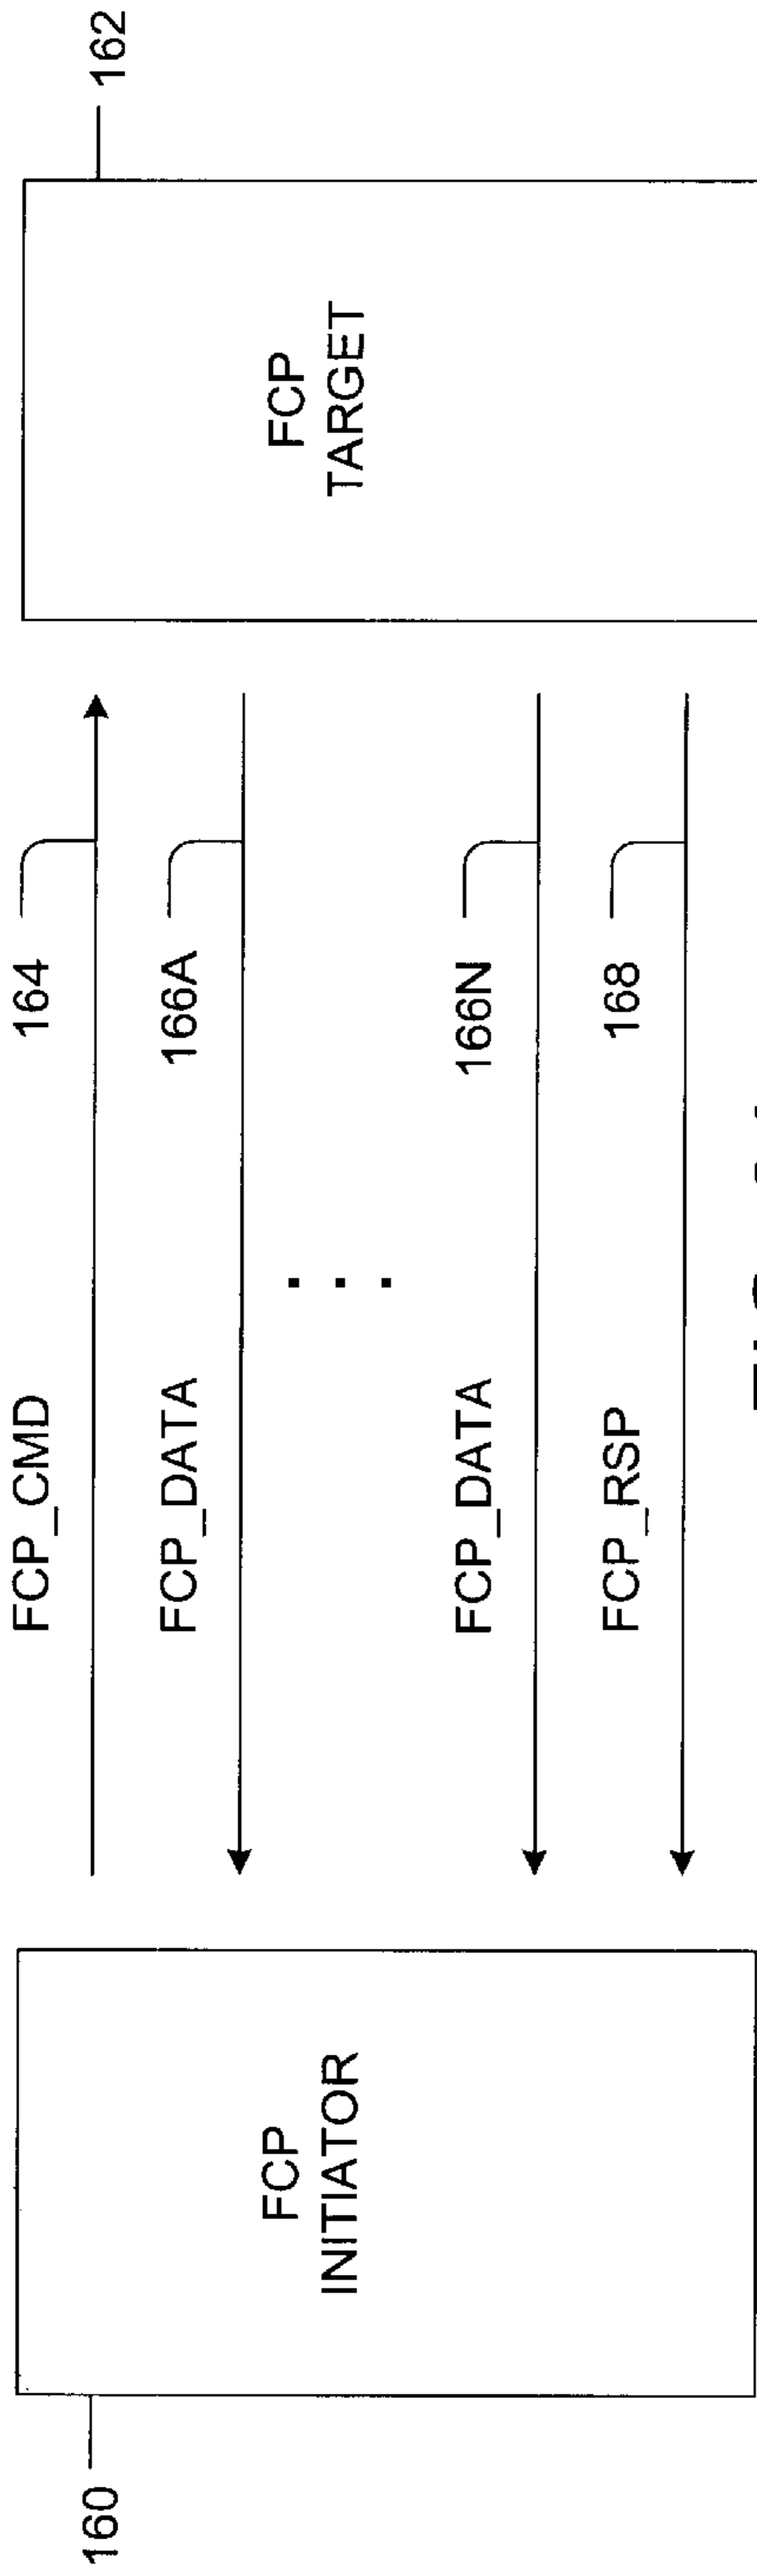 160
FCP
INITIATOR
FCP_CMD
164
FCP_DATA
166A
. . .
FCP_DATA
166N
FCP_RSP
168
FCP
TARGET
162